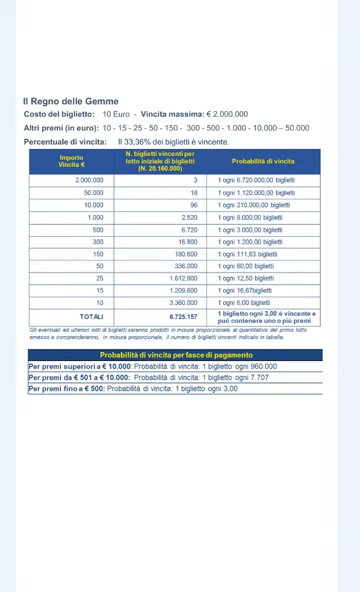 Il Regno delle Gemme
Costo del biglietto: 10 Euro - Vincita massima: € 2.000.000
Altri premi (in euro): 10 - 15 - 25 - 50 - 150 - 300 - 500 - 1.000 - 10.000 – 50.000
Percentuale di vincita: Il 33,36% dei biglietti è vincente.
Importo Vincita € N. biglietti vincenti per lotto iniziale di biglietti (N. 20.160.000) Probabilità di vincita
2.000.000 3 1 ogni 6.720.000,00 biglietti
50.000 18 1 ogni 1.120.000,00 biglietti
10.000 96 1 ogni 210.000,00 biglietti
1.000 2.520 1 ogni 8.000,00 biglietti
500 6.720 1 ogni 3.000,00 biglietti
300 16.800 1 ogni 1.200,00 biglietti
150 180.600 1 ogni 111,63 biglietti
50 336.000 1 ogni 60,00 biglietti
25 1.612.800 1 ogni 12,50 biglietti
15 1.209.600 1 ogni 16,67biglietti
10 3.360.000 1 ogni 6,00 biglietti
TOTALI 6.725.157 1 biglietto ogni 3,00 è vincente e può contenere uno o più premi
Gli eventuali ed ulteriori lotti di biglietti saranno prodotti in misura proporzionale al quantitativo del primo lotto
emesso e comprenderanno, in misura proporzionale, il numero di biglietti vincenti indicato in tabella.
Probabilità di vincita per fasce di pagamento
Per premi superiori a € 10.000: Probabilità di vincita: 1 biglietto ogni 960.000
Per premi da € 501 a € 10.000: Probabilità di vincita: 1 biglietto ogni 7.707
Per premi fino a € 500: Probabilità di vincita: 1 biglietto ogni 3,00